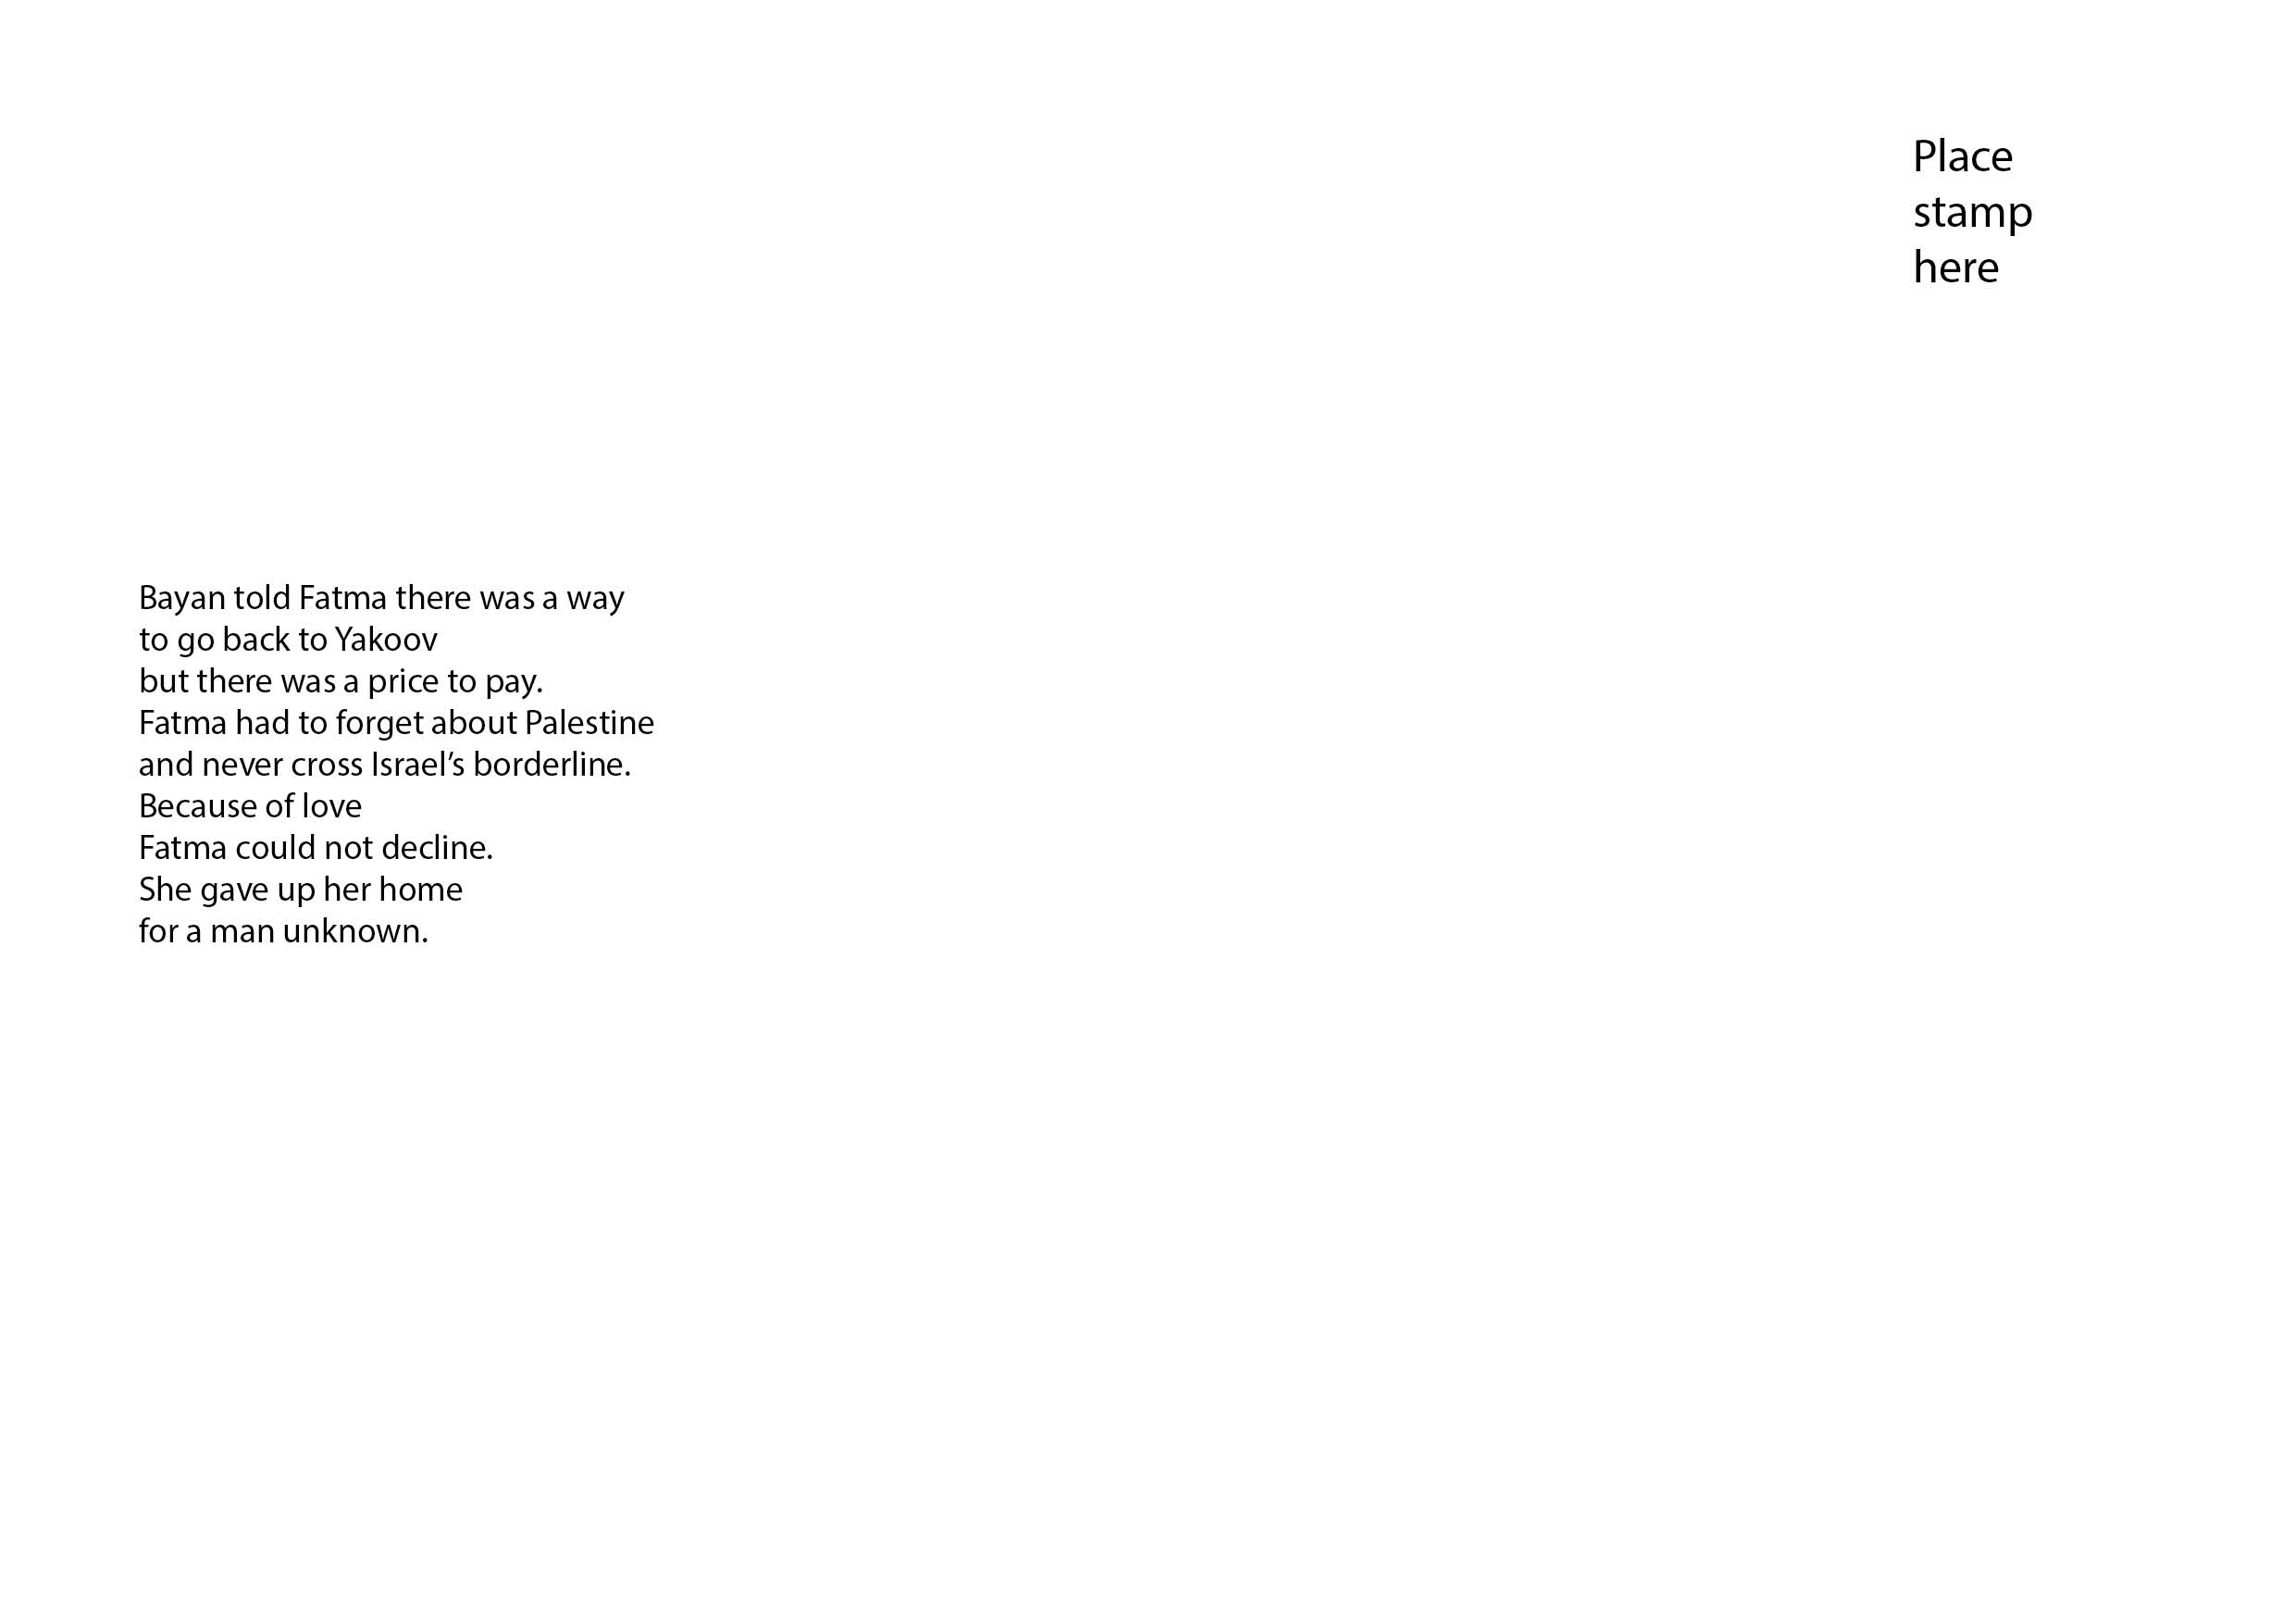 Place
stamp
here
Bayan told Fatma there was a way
to go back to Yakoov
but there was a price to pay.
Fatma had to forget about Palestine
and never cross Israel’s borderline.
Because of love
Fatma could not decline.
She gave up her home
for a man unknown.